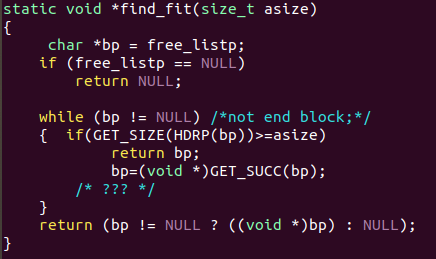 static void *find_fit(size_t asize)
{
     char *bp = free_listp;
    if (free_listp == NULL)
        return NULL;

    while (bp != NULL) /*not end block;*/
    {  if(GET_SIZE(HDRP(bp))>=asize)
            return bp;
            bp=(void *)GET_SUCC(bp);
        /* ??? */
    }
    return (bp != NULL ? ((void *)bp) : NULL);
}